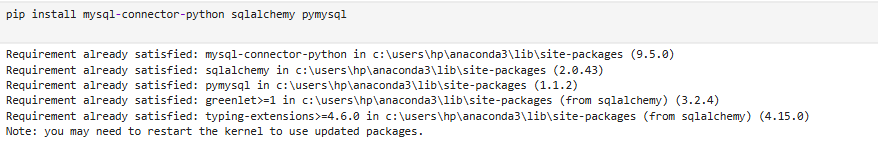 pip install mysql-connector-python sqlalchemy pymysql
Requirement already satisfied: mysql-connector-python in c:\users\hp\anaconda3\lib\site-packages (9.5.0)
Requirement already satisfied: sqlalchemy in c:\users\hp\anaconda3\lib\site-packages (2.0.43)
Requirement already satisfied: pymysql in c:\users\hp\anaconda3\lib\site-packages (1.1.2)
Requirement already satisfied: greenlet>=1 in c:\users\hp\anaconda3\lib\site-packages (from sqlalchemy) (3.2.4)
Requirement already satisfied: typing-extensions>=4.6.0 in c:\users\hp\anaconda3\lib\site-packages (from sqlalchemy) (4.15.0)
Note: you may need to restart the kernel to use updated packages.